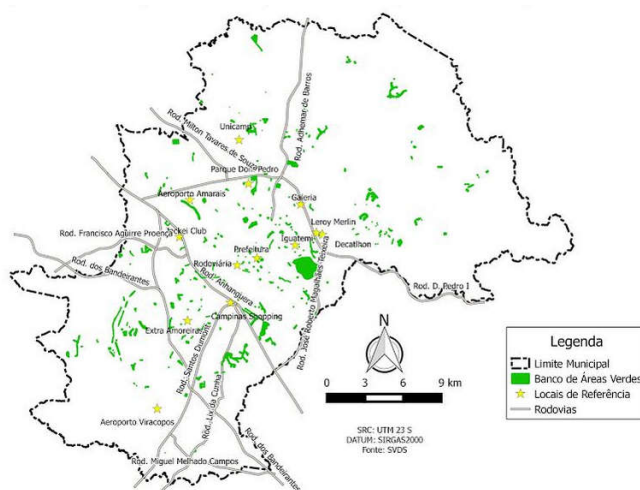 Rod. Adhemar de Barros
Rod. Milton Tavares de Souza
Unicamp
Parque Dom Pedro
Aeroporto Amarais
Galeria
Leroy Merlin
Decathlon
Jockei Club
Rod. Francisco Aguirre Proença
Prefeitura
Iguatemi
Rodoviária
Rod. dos Bandeirantes
Rod. Anhanguera
Rod. José Roberto Magalhães Teixeira
Rod. D. Pedro I
Campinas Shopping
Extra Amoreiras
Rod. Santos Dumont
Rod. Lix da Cunha
Aeroporto Viracopos
Rod. dos Bandeirantes
Rod. Miguel Melhado Campos
N
0 3 6 9 km
SRC: UTM 23 S
DATUM: SIRGAS2000
Fonte: SVDS
Legenda
Limite Municipal
Banco de Áreas Verdes
Locais de Referência
Rodovias